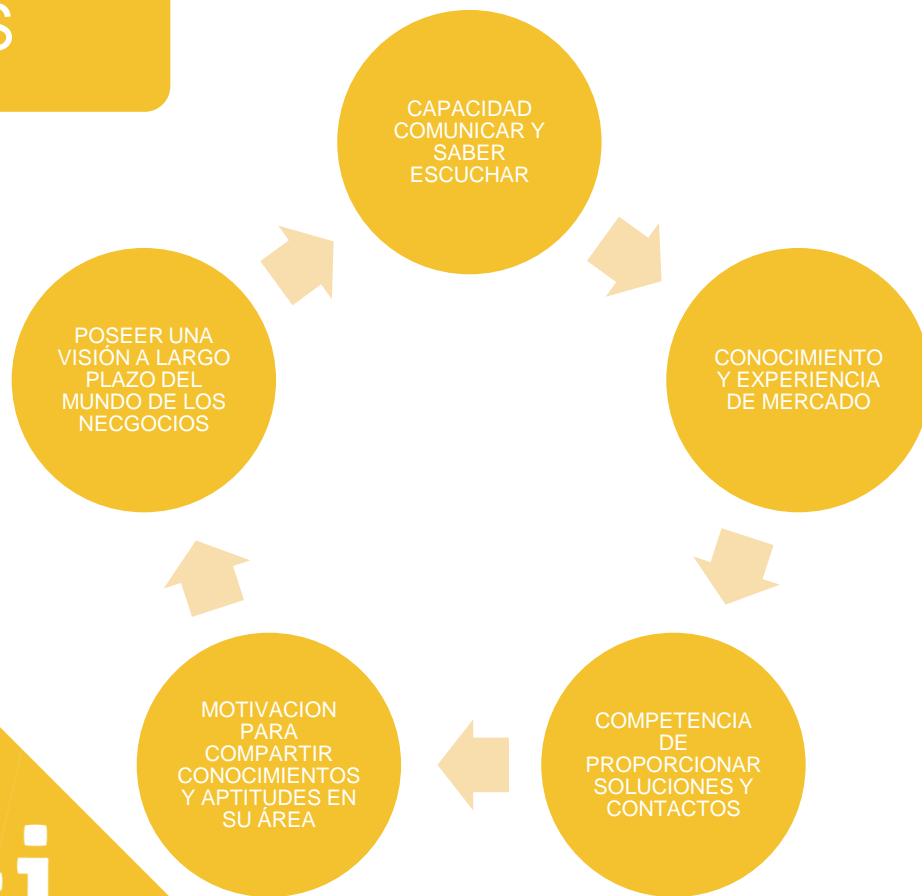 S
CAPACIDAD
COMUNICAR Y
SABER
ESCUCHAR
CONOCIMIENTO
Y EXPERIENCIA
DE MERCADO
COMPETENCIA
DE
PROPORCIONAR
SOLUCIONES Y
CONTACTOS
MOTIVACION
PARA
COMPARTIR
CONOCIMIENTOS
Y APTITUDES EN
SU ÁREA
POSEER UNA
VISIÓN A LARGO
PLAZO DEL
MUNDO DE LOS
NECGOCIOS